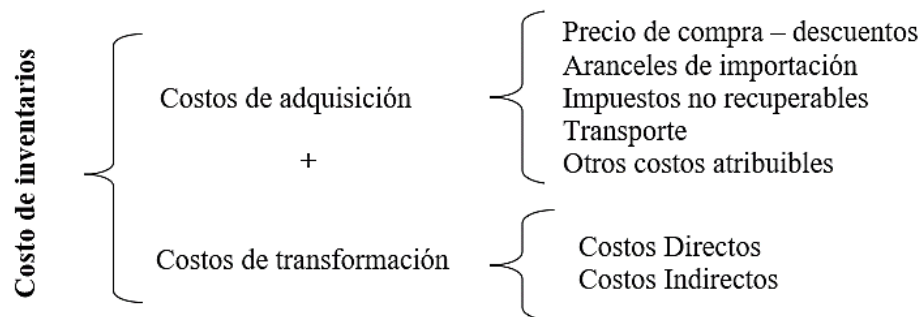 Costo de inventarios
Costos de adquisición
+
Costos de transformación
Precio de compra – descuentos
Aranceles de importación
Impuestos no recuperables
Transporte
Otros costos atribuibles
Costos Directos
Costos Indirectos